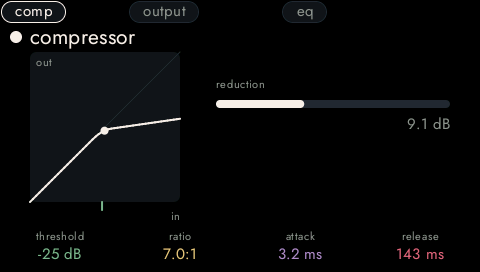 comp output eq
compressor
out
reduction
9.1 dB
in
threshold ratio attack release
-25 dB 7.0:1 3.2 ms 143 ms